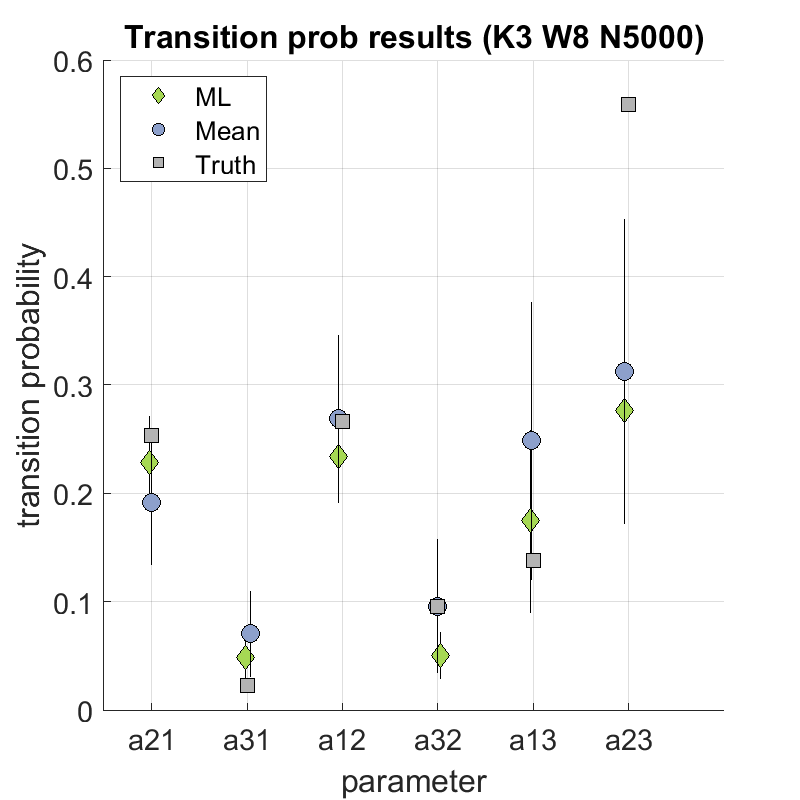 Transition prob results (K3 W8 N5000)
0.6
0.5
0.4
0.3
0.2
0.1
0
transition probability
ML
Mean
Truth
a21 a31 a12 a32 a13 a23
parameter